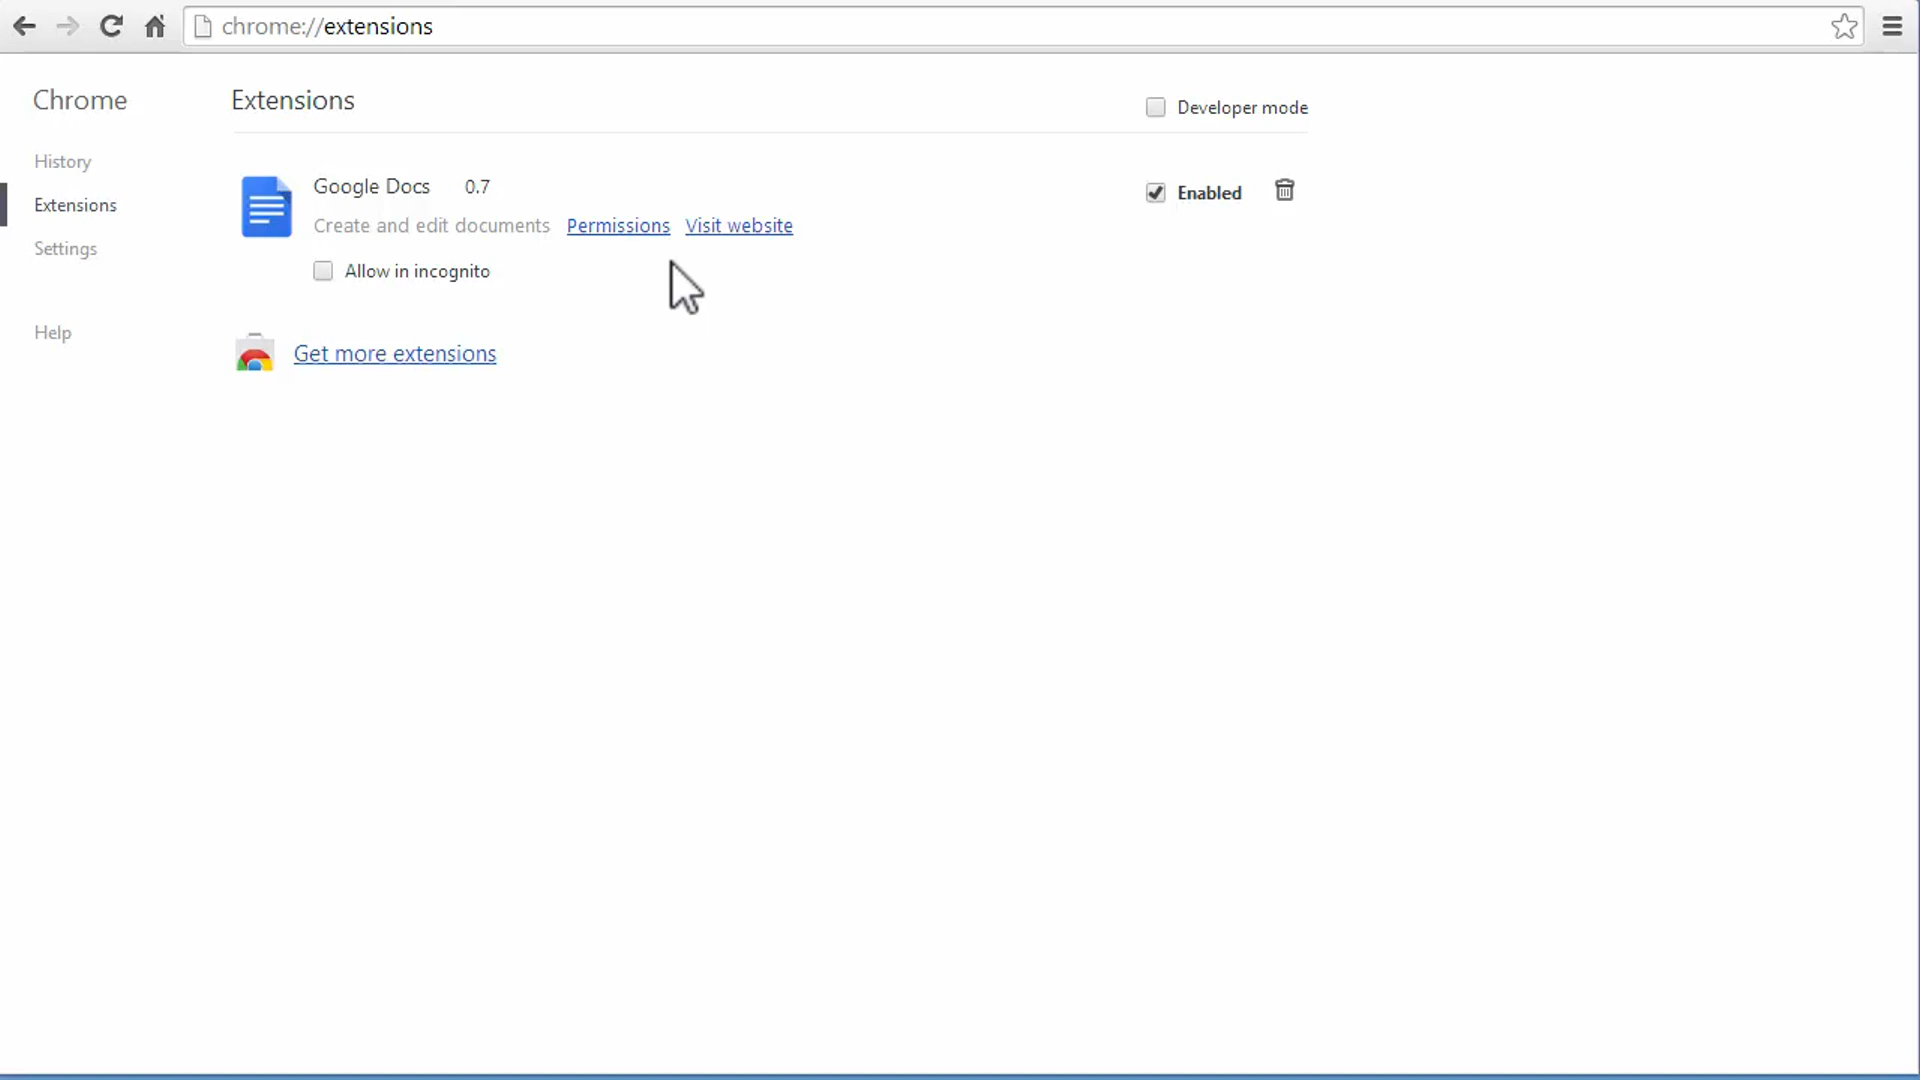 chrome://extensions
Chrome
Extensions
Developer mode
History
Extensions
Settings
Help
Google Docs 0.7
Enabled
Create and edit documents Permissions Visit website
Allow in incognito
Get more extensions